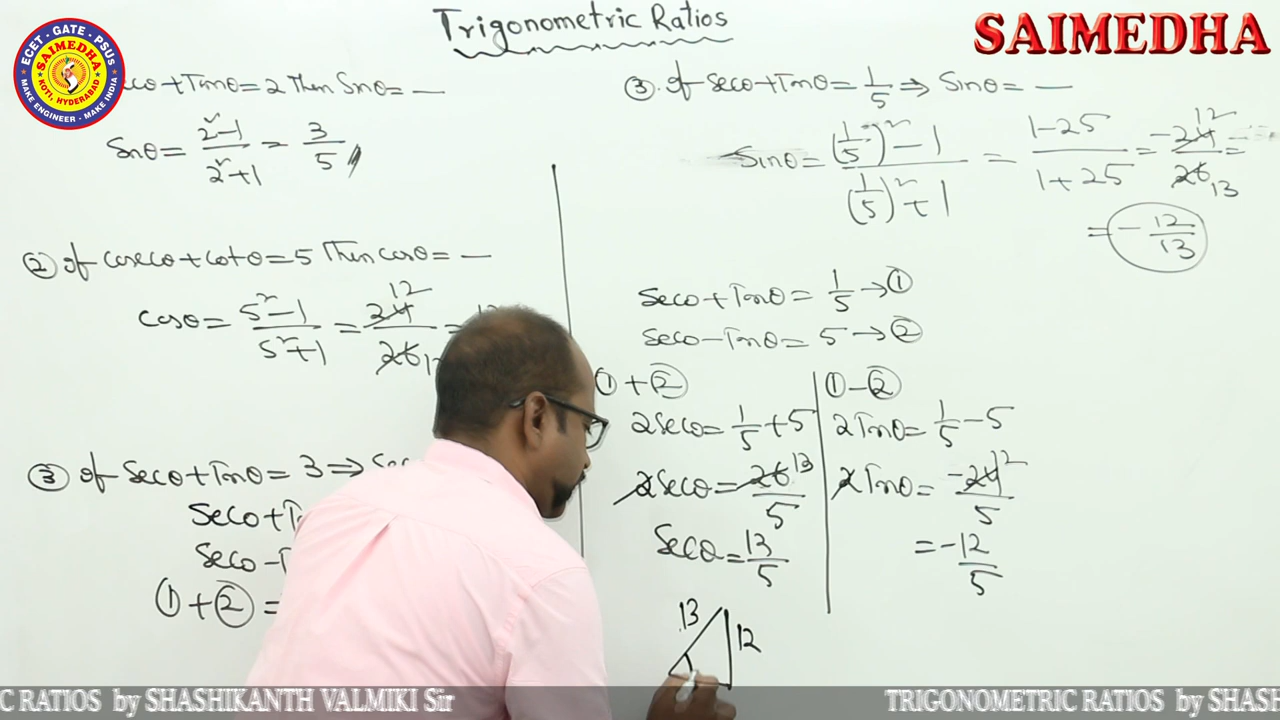 Trigonometric Ratios
SAIMEDHA
ECET - GATE - PSUS
SAIMEDHA
KOTI, HYDERABAD
MAKE ENGINEER - MAKE INDIA
ecθ+Tanθ=2 Then Sinθ= —
Sinθ= 2²-1 / 2²+1 = 3/5
② If cosecθ+cotθ=5 Then cosθ= —
cosθ= 5²-1 / 5²+1 = 24 12 / 26 =
③ If Secθ+Tanθ= 3 ⇒
Secθ+
Secθ-
①+② =
③. If Secθ+Tanθ= 1/5 ⇒ Sinθ= —
Sinθ= (1/5)²-1 / (1/5)²+1 = 1-25 / 1+25 = -24 12 / 26 13 =
= -12/13
Secθ+Tanθ= 1/5 → ①
Secθ-Tanθ= 5 → ②
①+②
2Secθ= 1/5+5
2Secθ= 26 13 / 5
Secθ= 13/5
①-②
2Tanθ= 1/5-5
2Tanθ= -24 12 / 5
= -12/5
13
12
C RATIOS by SHASHIKANTH VALMIKI Sir
TRIGONOMETRIC RATIOS by SHASH